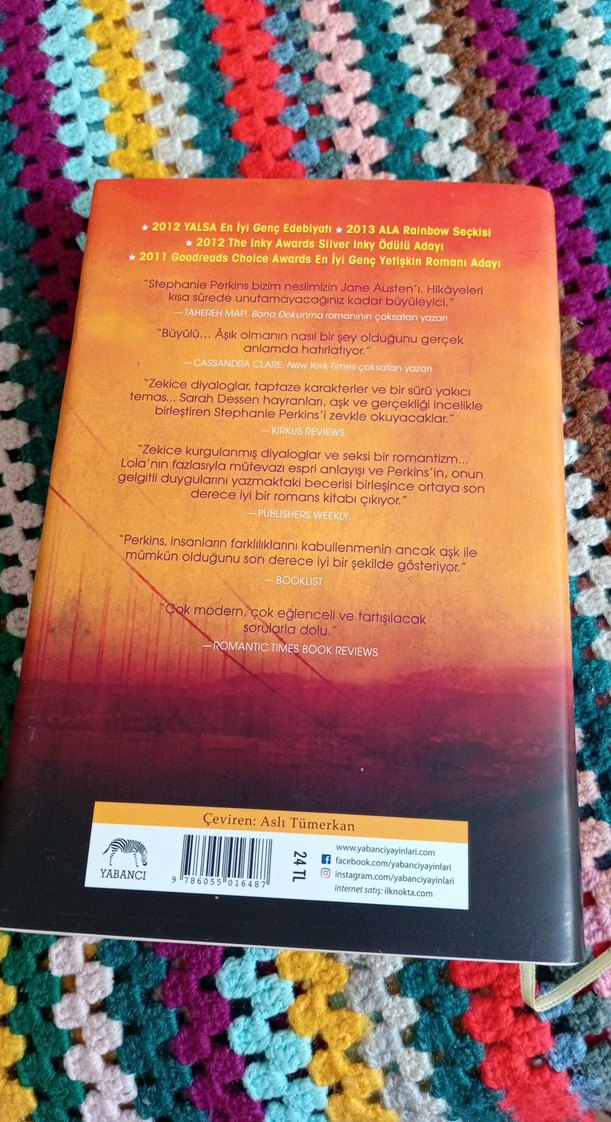 ★ 2012 YALSA En İyi Genç Edebiyatı ★ 2013 ALA Rainbow Seçkisi
★ 2012 The Inky Awards Silver Inky Ödülü Adayı
★ 2011 Goodreads Choice Awards En İyi Genç Yetişkin Romanı Adayı
“Stephanie Perkins bizim neslimizin Jane Austen’ı. Hikâyeleri
kısa sürede unutamayacağınız kadar büyüleyici.”
—TAHEREH MAFI, Bana Dokunma romanının çoksatan yazarı
“Büyülü... Âşık olmanın nasıl bir şey olduğunu gerçek
anlamda hatırlatıyor.”
—CASSANDRA CLARE, New York Times çoksatan yazarı
“Zekice diyaloglar, taptaze karakterler ve bir sürü yakıcı
temas... Sarah Dessen hayranları, aşk ve gerçekliği incelikle
birleştiren Stephanie Perkins’i zevkle okuyacaklar.”
—KIRKUS REVIEWS
“Zekice kurgulanmış diyaloglar ve seksi bir romantizm...
Lola’nın fazlasıyla mütevazı espri anlayışı ve Perkins’in, onun
gelgitli duygularını yazmaktaki becerisi birleşince ortaya son
derece iyi bir romans kitabı çıkıyor.”
—PUBLISHERS WEEKLY
“Perkins, insanların farklılıklarını kabullenmenin ancak aşk ile
mümkün olduğunu son derece iyi bir şekilde gösteriyor.”
—BOOKLIST
“Çok modern, çok eğlenceli ve tartışılacak
sorularla dolu.”
—ROMANTIC TIMES BOOK REVIEWS
Çeviren: Aslı Tümerkan
YABANCI
9 786055 016487
24 TL
www.yabanciyayinlari.com
facebook.com/yabanciyayinlari
instagram.com/yabanciyayinlari
internet satış: ilknokta.com